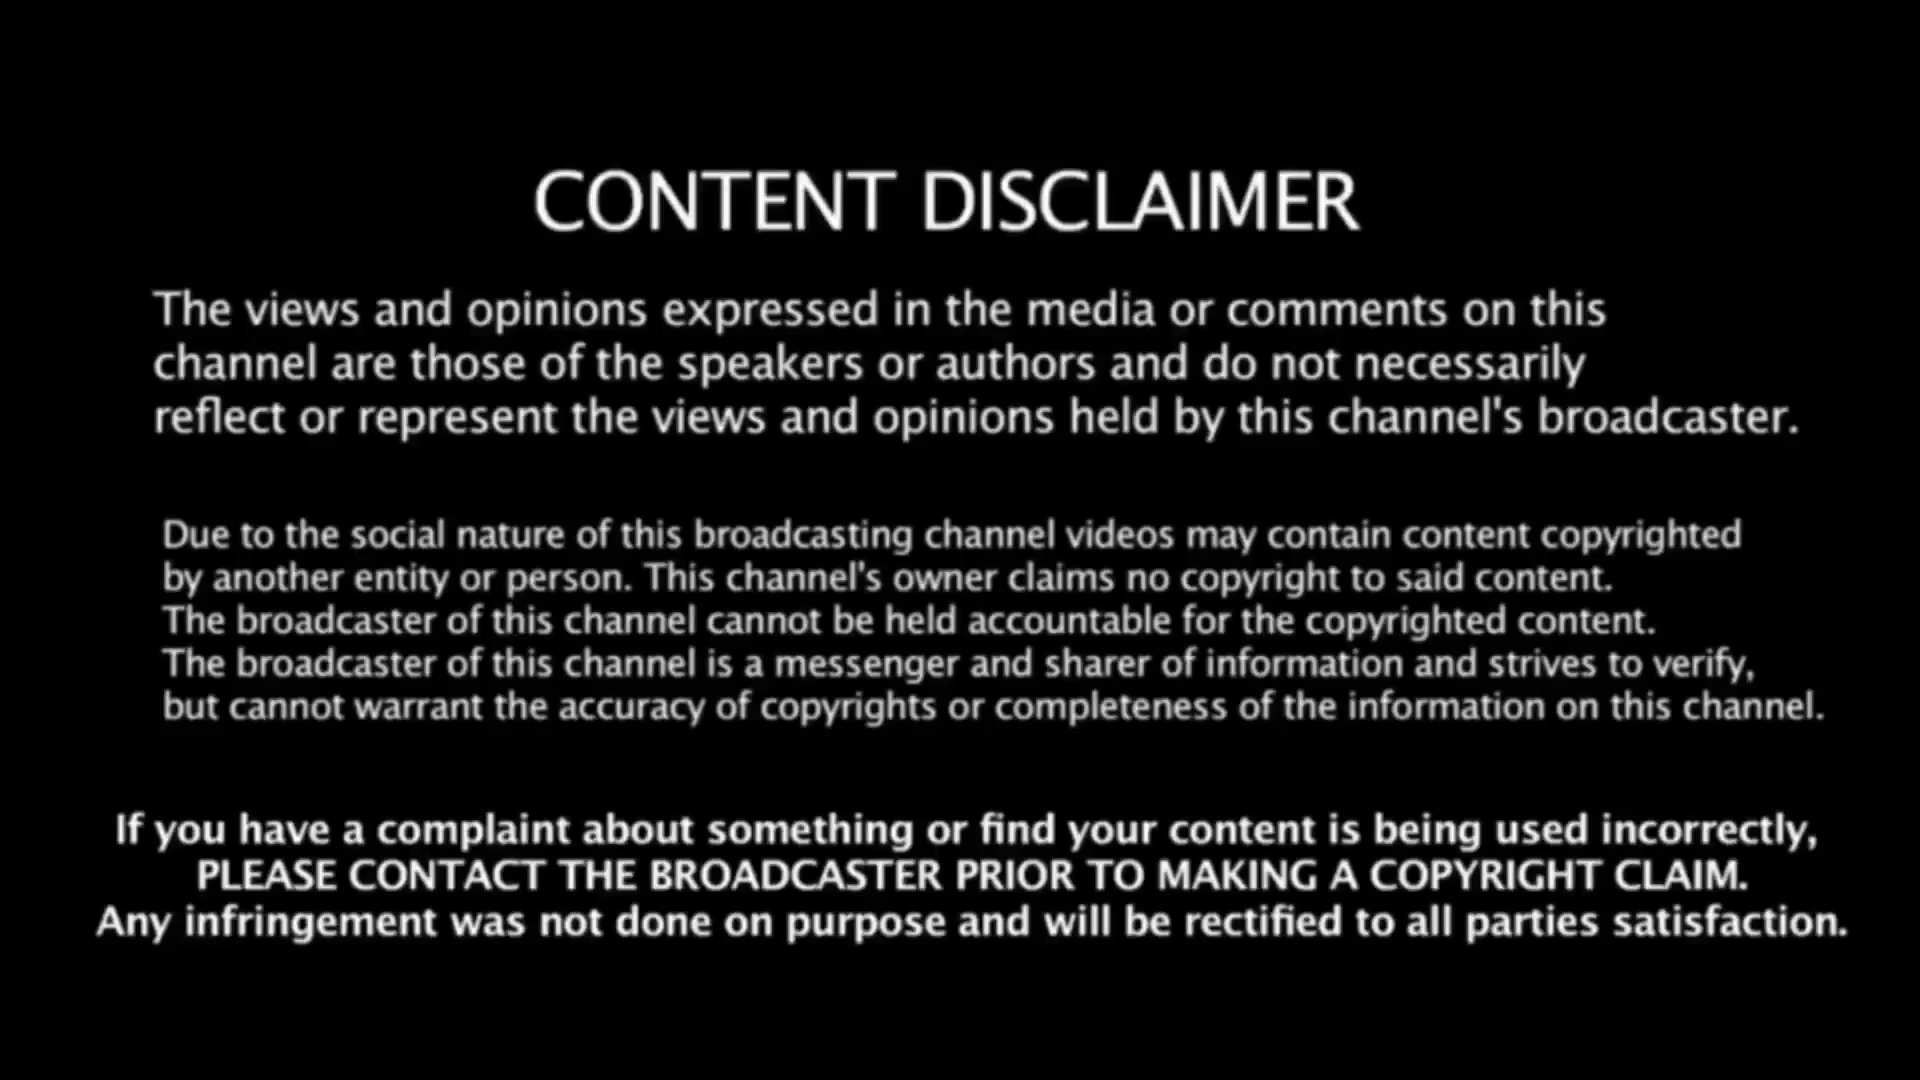 CONTENT DISCLAIMER
The views and opinions expressed in the media or comments on this
channel are those of the speakers or authors and do not necessarily
reflect or represent the views and opinions held by this channel's broadcaster.
Due to the social nature of this broadcasting channel videos may contain content copyrighted
by another entity or person. This channel's owner claims no copyright to said content.
The broadcaster of this channel cannot be held accountable for the copyrighted content.
The broadcaster of this channel is a messenger and sharer of information and strives to verify,
but cannot warrant the accuracy of copyrights or completeness of the information on this channel.
If you have a complaint about something or find your content is being used incorrectly,
PLEASE CONTACT THE BROADCASTER PRIOR TO MAKING A COPYRIGHT CLAIM.
Any infringement was not done on purpose and will be rectified to all parties satisfaction.